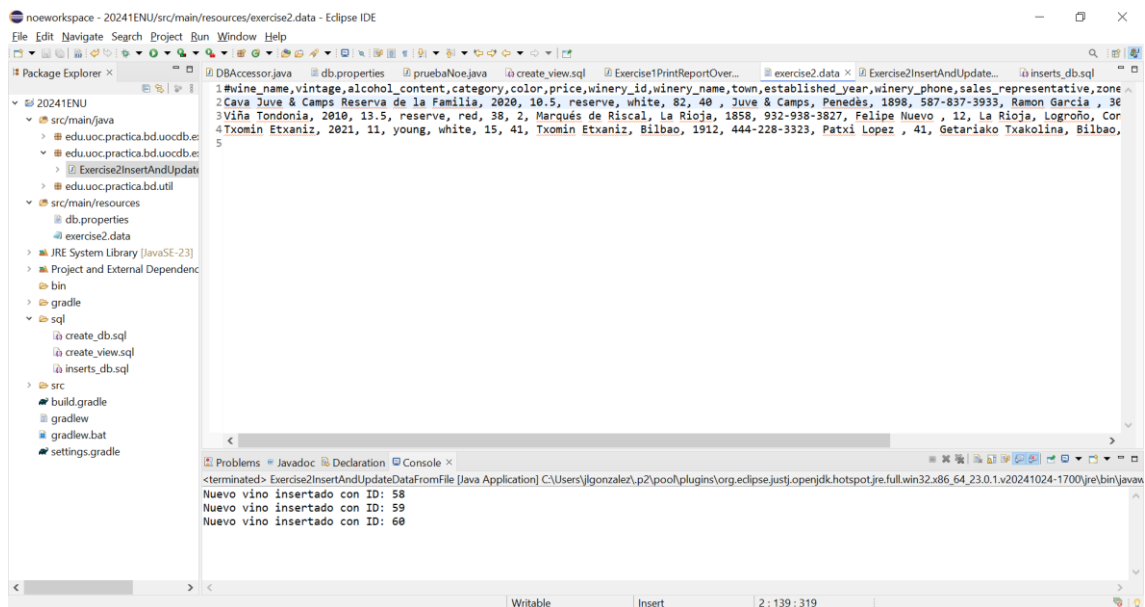 noeworkspace - 20241ENU/src/main/resources/exercise2.data - Eclipse IDE
File Edit Navigate Search Project Run Window Help
Package Explorer ×
DBAccessor.java db.properties pruebaNoe.java create_view.sql Exercise1PrintReportOver... exercise2.data × Exercise2InsertAndUpdate... inserts_db.sql
20241ENU
src/main/java
edu.uoc.practica.bd.uocdb.e
edu.uoc.practica.bd.uocdb.e
Exercise2InsertAndUpdate
edu.uoc.practica.bd.util
src/main/resources
db.properties
exercise2.data
JRE System Library [JavaSE-23]
Project and External Dependenc
bin
gradle
sql
create_db.sql
create_view.sql
inserts_db.sql
src
build.gradle
gradlew
gradlew.bat
settings.gradle
1 #wine_name,vintage,alcohol_content,category,color,price,winery_id,winery_name,town,established_year,winery_phone,sales_representative,zone
2 Cava Juve & Camps Reserva de la Familia, 2020, 10.5, reserve, white, 82, 40 , Juve & Camps, Penedès, 1898, 587-837-3933, Ramon Garcia , 30
3 Viña Tondonia, 2010, 13.5, reserve, red, 38, 2, Marqués de Riscal, La Rioja, 1858, 932-938-3827, Felipe Nuevo , 12, La Rioja, Logroño, Cor
4 Txomin Etxaniz, 2021, 11, young, white, 15, 41, Txomin Etxaniz, Bilbao, 1912, 444-228-3323, Patxi Lopez , 41, Getariako Txakolina, Bilbao,
5
Problems Javadoc Declaration Console ×
<terminated> Exercise2InsertAndUpdateDataFromFile [Java Application] C:\Users\jlgonzalez\.p2\pool\plugins\org.eclipse.justj.openjdk.hotspot.jre.full.win32.x86_64_23.0.1.v20241024-1700\jre\bin\javaw
Nuevo vino insertado con ID: 58
Nuevo vino insertado con ID: 59
Nuevo vino insertado con ID: 60
Writable Insert 2 : 139 : 319